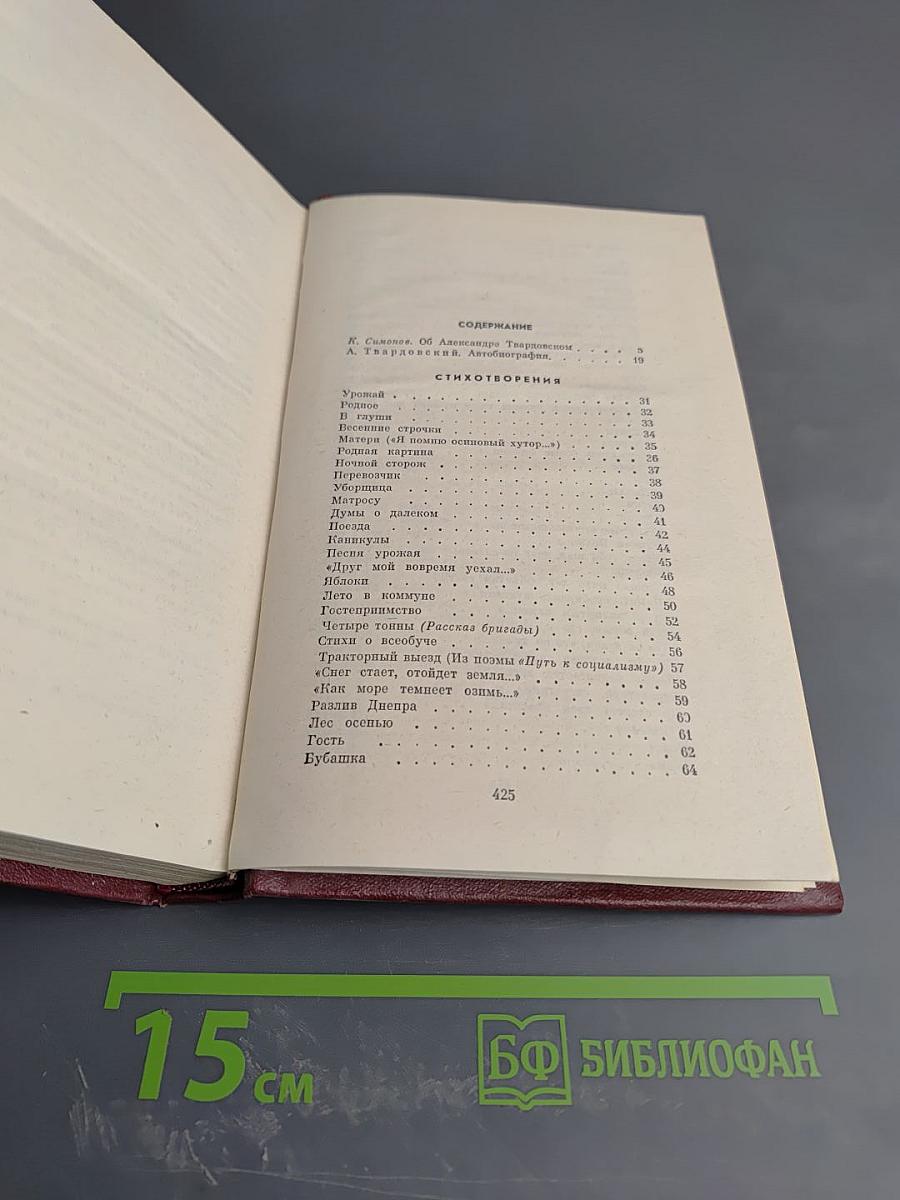 СОДЕРЖАНИЕ
К. Симонов. Об Александре Твардовском . . . . 5
А. Твардовский. Автобиография. . . . . . . 19
СТИХОТВОРЕНИЯ
Урожай . . . . . . . . . . . . . . . 31
Родное . . . . . . . . . . . . . . . 32
В глуши . . . . . . . . . . . . . . . 33
Весенние строчки . . . . . . . . . . . . 34
Матери («Я помню осиновый хутор...») . . . . . 35
Родная картина . . . . . . . . . . . . . 36
Ночной сторож . . . . . . . . . . . . . 37
Перевозчик . . . . . . . . . . . . . . 38
Уборщица . . . . . . . . . . . . . . 39
Матросу . . . . . . . . . . . . . . . 40
Думы о далеком . . . . . . . . . . . . . 41
Поезда . . . . . . . . . . . . . . . 42
Каникулы . . . . . . . . . . . . . . . 44
Песня урожая . . . . . . . . . . . . . 45
«Друг мой вовремя уехал...» . . . . . . . . 46
Яблоки . . . . . . . . . . . . . . . 48
Лето в коммуне . . . . . . . . . . . . . 50
Гостеприимство . . . . . . . . . . . . . 52
Четыре тонны (Рассказ бригады) . . . . . . . 54
Стихи о всеобуче . . . . . . . . . . . . 56
Тракторный выезд (Из поэмы «Путь к социализму») 57
«Снег стает, отойдет земля...» . . . . . . . . 58
«Как море темнеет озимь...» . . . . . . . . 59
Разлив Днепра . . . . . . . . . . . . . 60
Лес осенью . . . . . . . . . . . . . . 61
Гость . . . . . . . . . . . . . . . . 62
Бубашка . . . . . . . . . . . . . . . 64
425
15 см
БФ БИБЛИОФАН